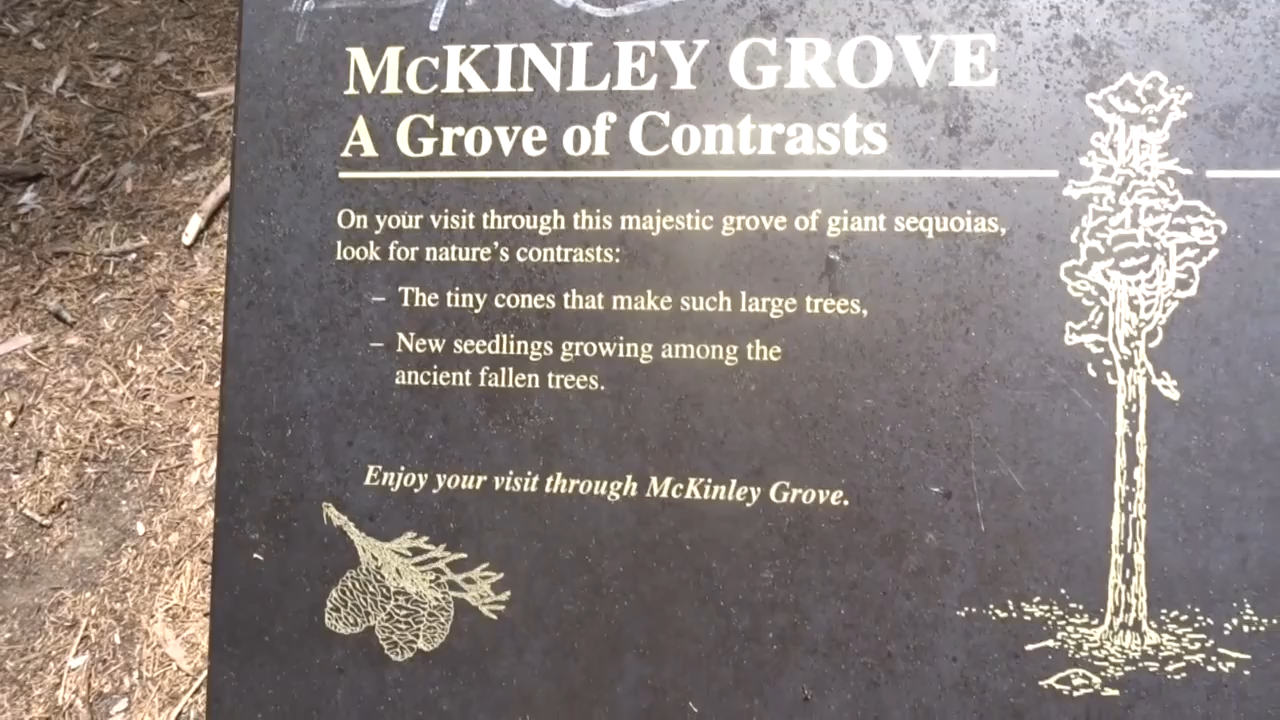 McKINLEY GROVE
A Grove of Contrasts
On your visit through this majestic grove of giant sequoias,
look for nature's contrasts:
– The tiny cones that make such large trees,
– New seedlings growing among the
ancient fallen trees.
Enjoy your visit through McKinley Grove.